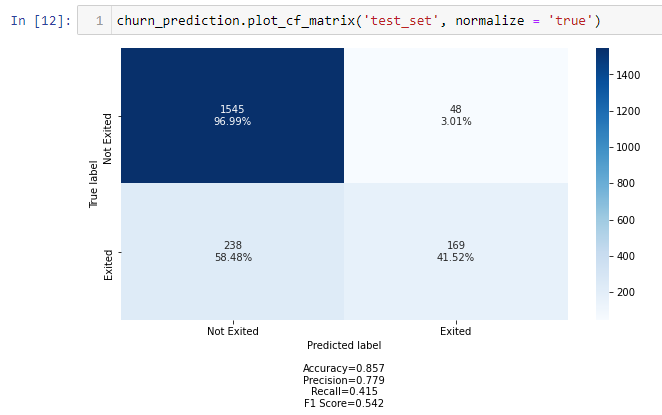 In [12]:
1 churn_prediction.plot_cf_matrix('test_set', normalize = 'true')
1545
96.99%
48
3.01%
238
58.48%
169
41.52%
True label
Not Exited
Exited
Not Exited
Exited
Predicted label
Accuracy=0.857
Precision=0.779
Recall=0.415
F1 Score=0.542
1400
1200
1000
800
600
400
200